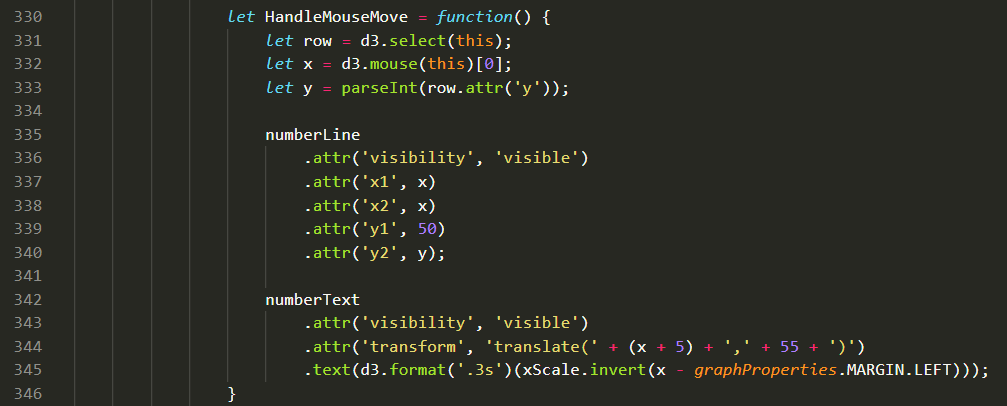 330 let HandleMouseMove = function() {
331 let row = d3.select(this);
332 let x = d3.mouse(this)[0];
333 let y = parseInt(row.attr('y'));
334
335 numberLine
336 .attr('visibility', 'visible')
337 .attr('x1', x)
338 .attr('x2', x)
339 .attr('y1', 50)
340 .attr('y2', y);
341
342 numberText
343 .attr('visibility', 'visible')
344 .attr('transform', 'translate(' + (x + 5) + ',' + 55 + ')')
345 .text(d3.format('.3s')(xScale.invert(x - graphProperties.MARGIN.LEFT)));
346 }